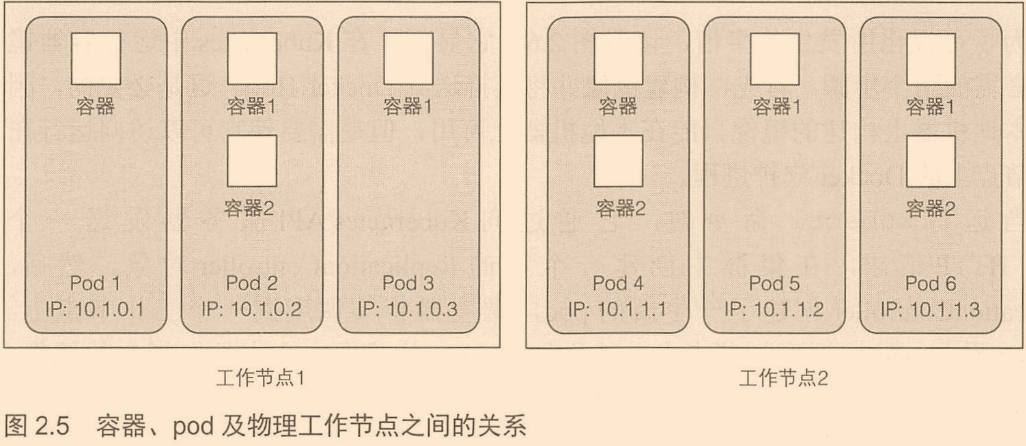 容器
容器1
容器1
容器
容器1
容器1
容器2
容器2
容器2
Pod 1
IP: 10.1.0.1
Pod 2
IP: 10.1.0.2
Pod 3
IP: 10.1.0.3
Pod 4
IP: 10.1.1.1
Pod 5
IP: 10.1.1.2
Pod 6
IP: 10.1.1.3
工作节点1
工作节点2
图 2.5 容器、pod 及物理工作节点之间的关系